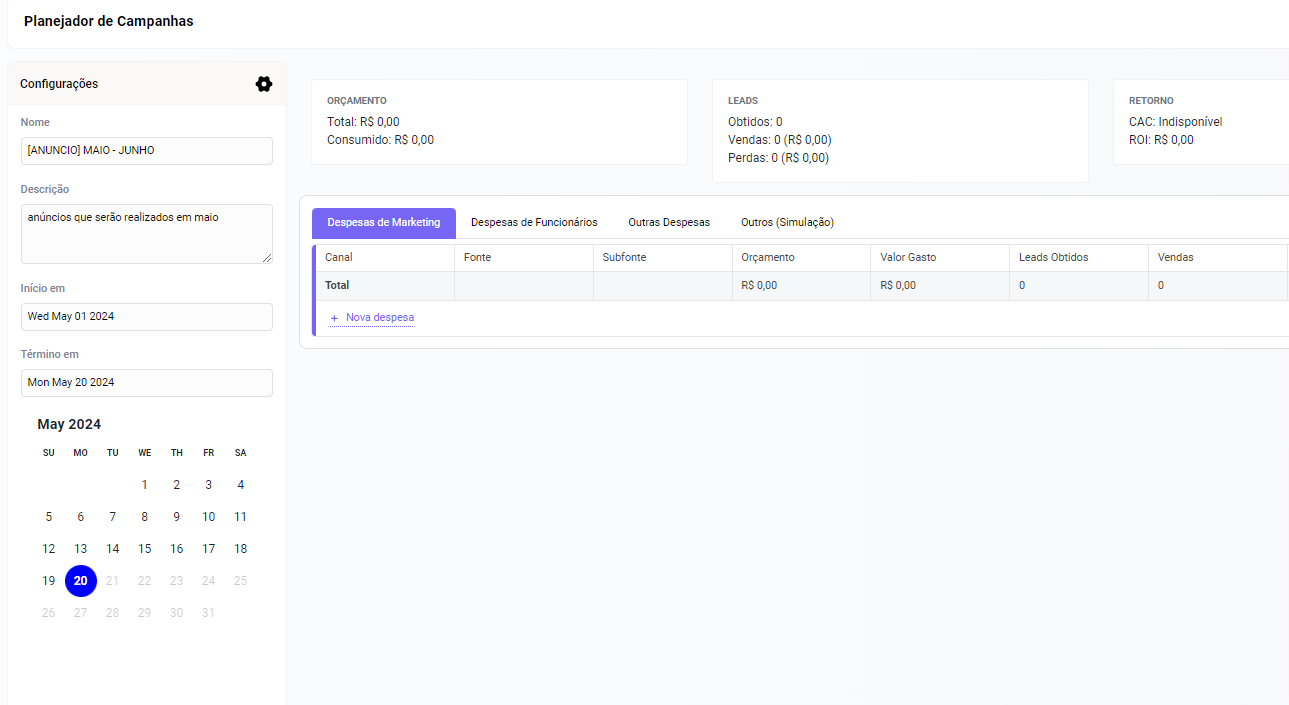 Planejador de Campanhas
Configurações
Nome
[ANUNCIO] MAIO - JUNHO
Descrição
anúncios que serão realizados em maio
Início em
Wed May 01 2024
Término em
Mon May 20 2024
May 2024
SU MO TU WE TH FR SA
1 2 3 4
5 6 7 8 9 10 11
12 13 14 15 16 17 18
19 20 21 22 23 24 25
26 27 28 29 30 31
ORÇAMENTO
Total: R$ 0,00
Consumido: R$ 0,00
LEADS
Obtidos: 0
Vendas: 0 (R$ 0,00)
Perdas: 0 (R$ 0,00)
RETORNO
CAC: Indisponível
ROI: R$ 0,00
Despesas de Marketing Despesas de Funcionários Outras Despesas Outros (Simulação)
Canal Fonte Subfonte Orçamento Valor Gasto Leads Obtidos Vendas
Total R$ 0,00 R$ 0,00 0 0
+ Nova despesa